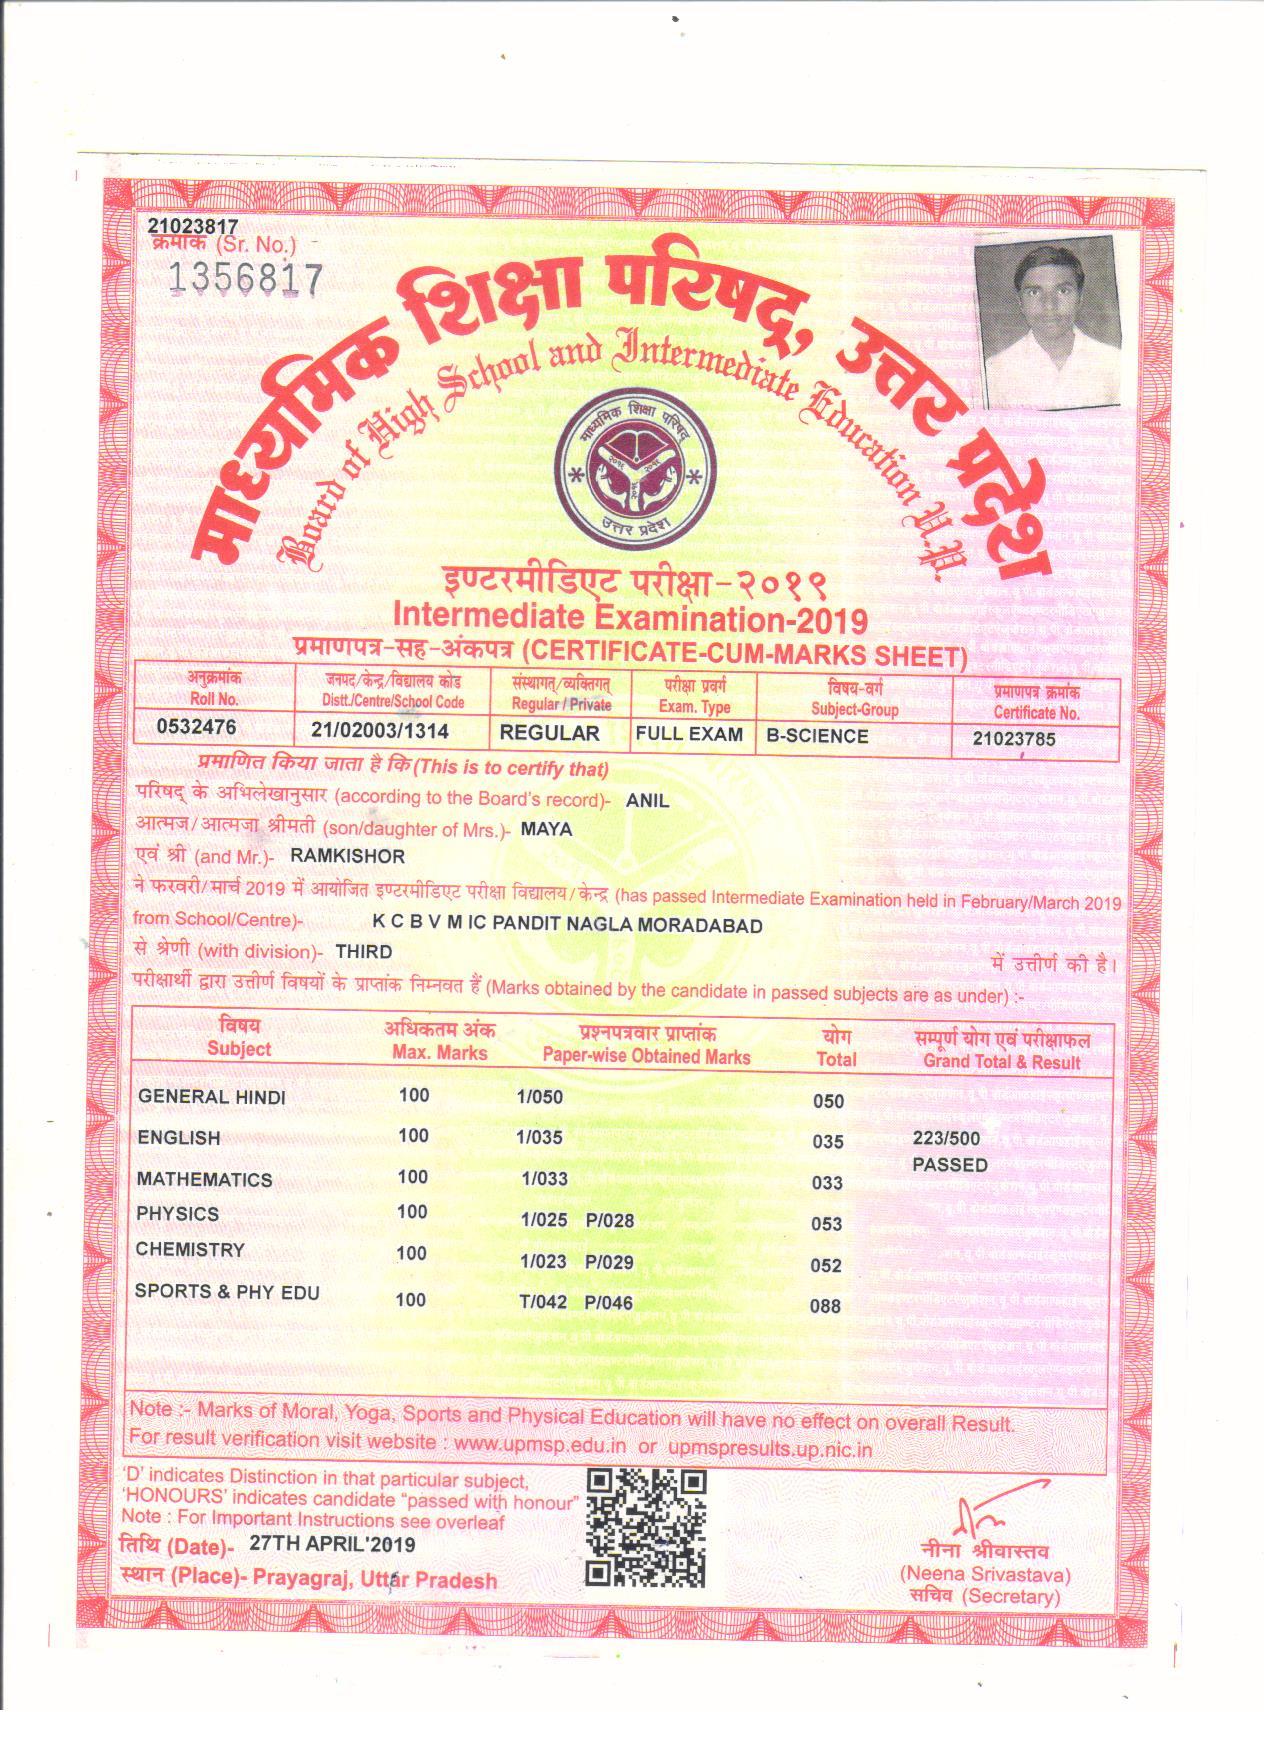 21023817
क्रमांक (Sr. No.)
1356817
माध्यमिक शिक्षा परिषद्, उत्तर प्रदेश
Board of High School and Intermediate Education U.P.
माध्यमिक शिक्षा परिषद्
उत्तर प्रदेश
इण्टरमीडिएट परीक्षा-२०१९
Intermediate Examination-2019
प्रमाणपत्र-सह-अंकपत्र (CERTIFICATE-CUM-MARKS SHEET)
अनुक्रमांक जनपद/केन्द्र/विद्यालय कोड संस्थागत/व्यक्तिगत् परीक्षा प्रवर्ग विषय-वर्ग प्रमाणपत्र क्रमांक
Roll No. Distt./Centre/School Code Regular / Private Exam. Type Subject-Group Certificate No.
0532476 21/02003/1314 REGULAR FULL EXAM B-SCIENCE 21023785
प्रमाणित किया जाता है कि (This is to certify that)
परिषद् के अभिलेखानुसार (according to the Board's record)- ANIL
आत्मज/आत्मजा श्रीमती (son/daughter of Mrs.)- MAYA
एवं श्री (and Mr.)- RAMKISHOR
ने फरवरी/मार्च 2019 में आयोजित इण्टरमीडिएट परीक्षा विद्यालय/केन्द्र (has passed Intermediate Examination held in February/March 2019
from School/Centre)- K C B V M IC PANDIT NAGLA MORADABAD
से श्रेणी (with division)- THIRD में उत्तीर्ण की है।
परीक्षार्थी द्वारा उत्तीर्ण विषयों के प्राप्तांक निम्नवत हैं (Marks obtained by the candidate in passed subjects are as under) :-
विषय अधिकतम अंक प्रश्नपत्रवार प्राप्तांक योग सम्पूर्ण योग एवं परीक्षाफल
Subject Max. Marks Paper-wise Obtained Marks Total Grand Total & Result
GENERAL HINDI 100 1/050 050
ENGLISH 100 1/035 035 223/500
PASSED
MATHEMATICS 100 1/033 033
PHYSICS 100 1/025 P/028 053
CHEMISTRY 100 1/023 P/029 052
SPORTS & PHY EDU 100 T/042 P/046 088
Note :- Marks of Moral, Yoga, Sports and Physical Education will have no effect on overall Result.
For result verification visit website : www.upmsp.edu.in or upmspresults.up.nic.in
'D' indicates Distinction in that particular subject,
'HONOURS' indicates candidate "passed with honour"
Note : For Important Instructions see overleaf
तिथि (Date)- 27TH APRIL'2019
स्थान (Place)- Prayagraj, Uttar Pradesh
नीना श्रीवास्तव
(Neena Srivastava)
सचिव (Secretary)